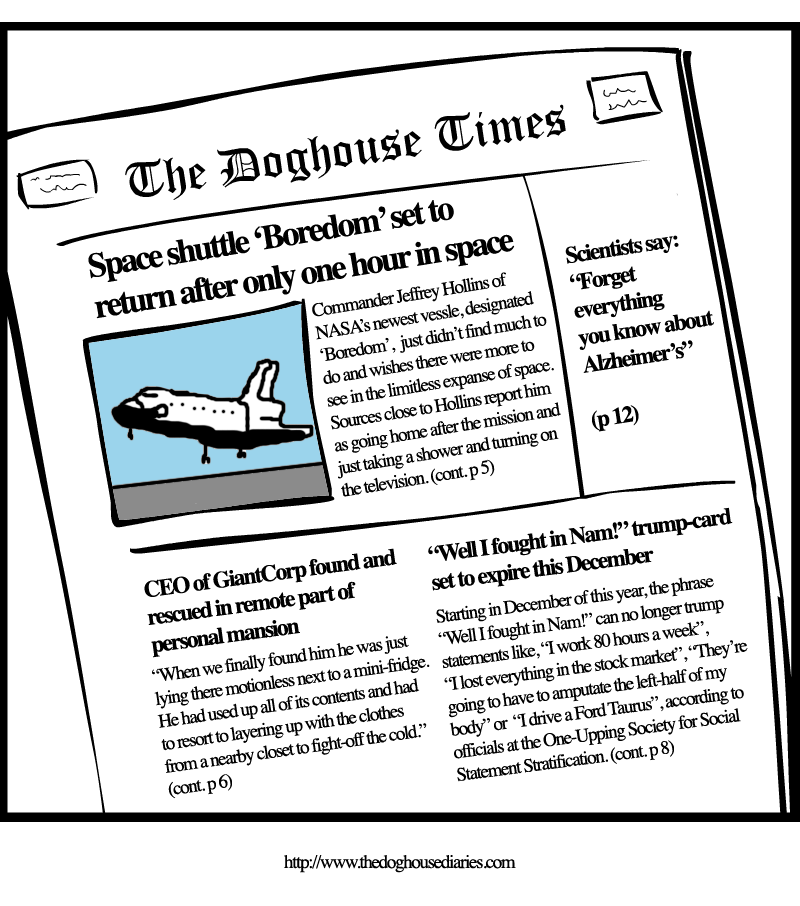 The Doghouse Times
Space shuttle ‘Boredom’ set to
return after only one hour in space
Commander Jeffrey Hollins of
NASA's newest vessle, designated
‘Boredom’, just didn't find much to
do and wishes there were more to
see in the limitless expanse of space.
Sources close to Hollins report him
as going home after the mission and
just taking a shower and turning on
the television. (cont. p 5)
Scientists say:
“Forget
everything
you know about
Alzheimer's”
(p 12)
CEO of GiantCorp found and
rescued in remote part of
personal mansion
“When we finally found him he was just
lying there motionless next to a mini-fridge.
He had used up all of its contents and had
to resort to layering up with the clothes
from a nearby closet to fight-off the cold.”
(cont. p 6)
“Well I fought in Nam!” trump-card
set to expire this December
Starting in December of this year, the phrase
“Well I fought in Nam!” can no longer trump
statements like, “I work 80 hours a week”,
“I lost everything in the stock market”, “They're
going to have to amputate the left-half of my
body” or “I drive a Ford Taurus”, according to
officials at the One-Upping Society for Social
Statement Stratification. (cont. p 8)
http://www.thedoghousediaries.com